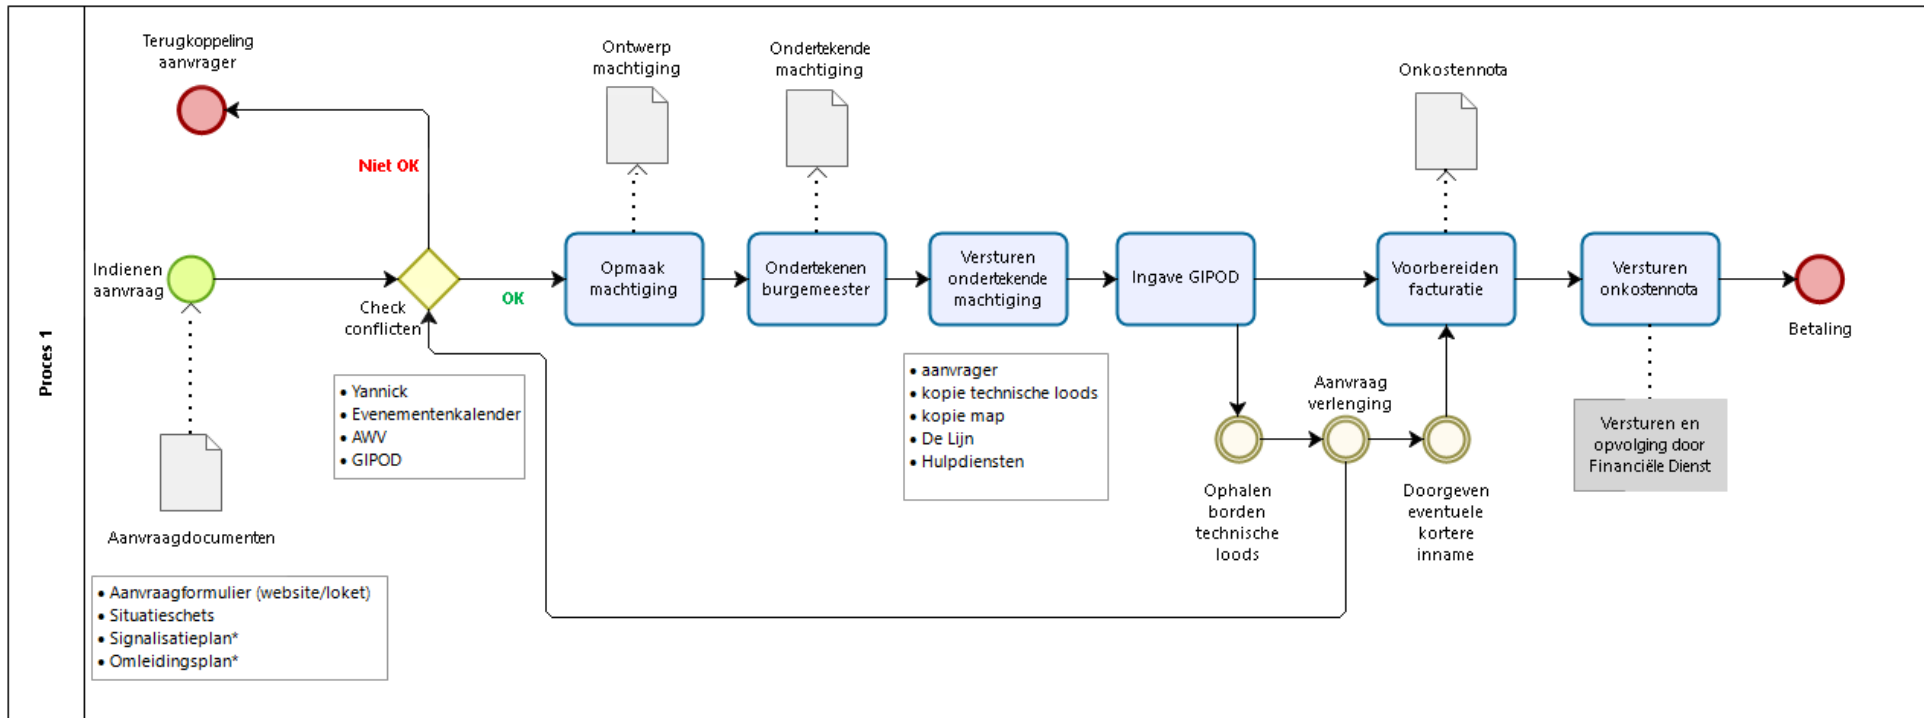 Proces 1
Terugkoppeling
aanvrager
Niet OK
Indienen
aanvraag
Aanvraagdocumenten
• Aanvraagformulier (website/loket)
• Situatieschets
• Signalisatieplan*
• Omleidingsplan*
Check
conflicten
OK
• Yannick
• Evenementenkalender
• AWV
• GIPOD
Ontwerp
machtiging
Opmaak
machtiging
Ondertekende
machtiging
Ondertekenen
burgemeester
Versturen
ondertekende
machtiging
• aanvrager
• kopie technische loods
• kopie map
• De Lijn
• Hulpdiensten
Ingave GIPOD
Ophalen
borden
technische
loods
Aanvraag
verlenging
Doorgeven
eventuele
kortere
inname
Onkostennota
Voorbereiden
facturatie
Versturen
onkostennota
Versturen en
opvolging door
Financiële Dienst
Betaling